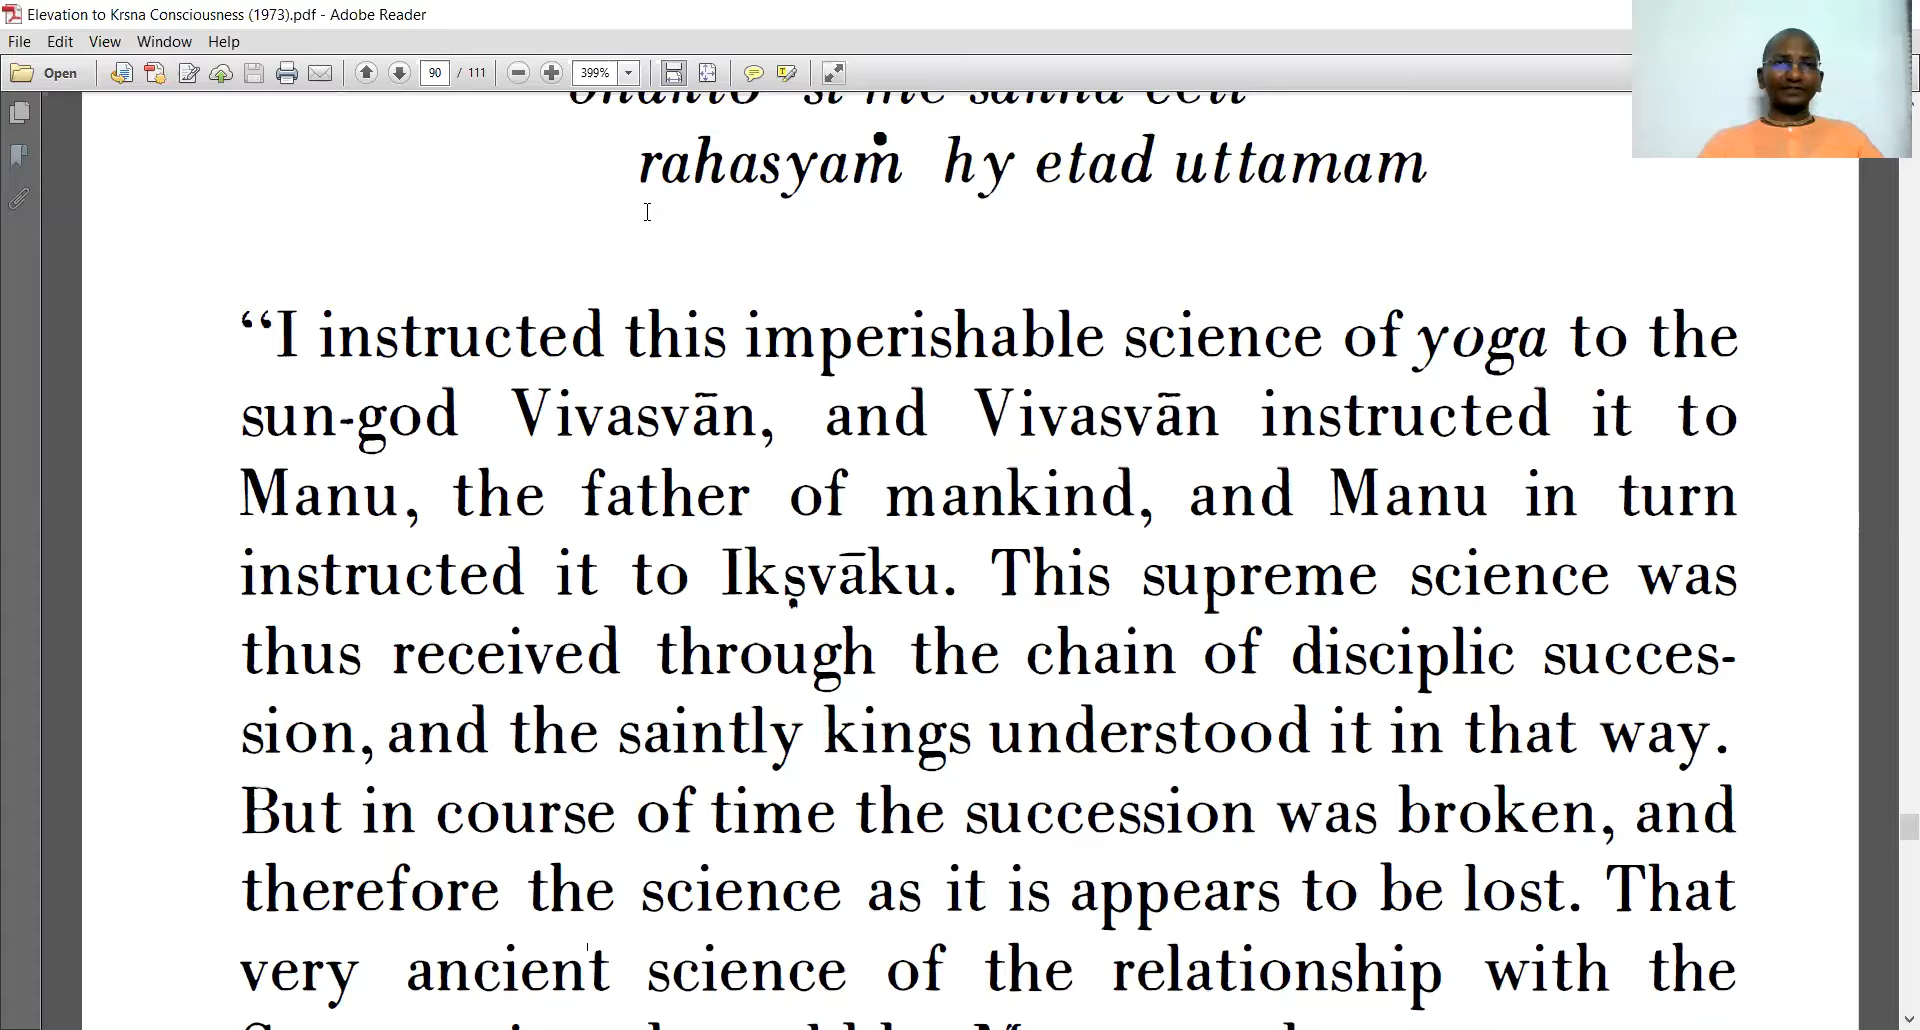 Elevation to Krsna Consciousness (1973).pdf - Adobe Reader
File Edit View Window Help
Open 90 / 111 399%
rahasyaṁ hy etad uttamam
“I instructed this imperishable science of yoga to the
sun-god Vivasvān, and Vivasvān instructed it to
Manu, the father of mankind, and Manu in turn
instructed it to Ikṣvāku. This supreme science was
thus received through the chain of disciplic succes-
sion, and the saintly kings understood it in that way.
But in course of time the succession was broken, and
therefore the science as it is appears to be lost. That
very ancient science of the relationship with the